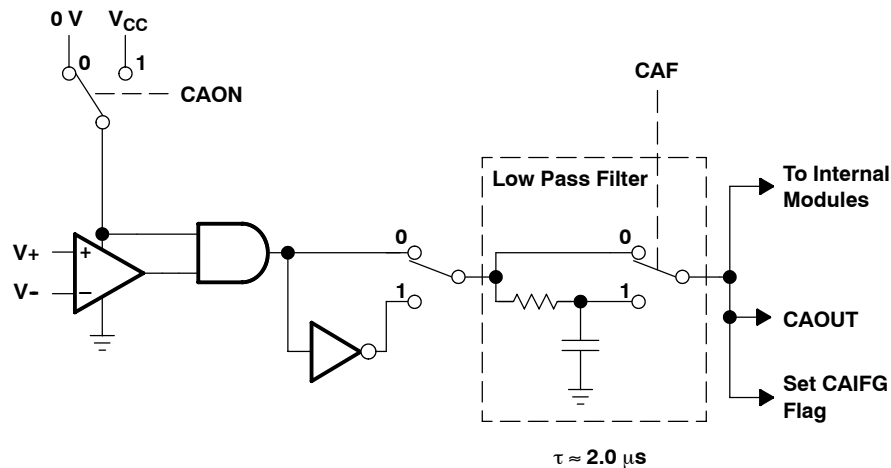 0 V
V_CC
0
1
CAON
CAF
Low Pass Filter
To Internal
Modules
V+
+
V−
−
0
1
0
1
CAOUT
Set CAIFG
Flag
τ ≈ 2.0 μs